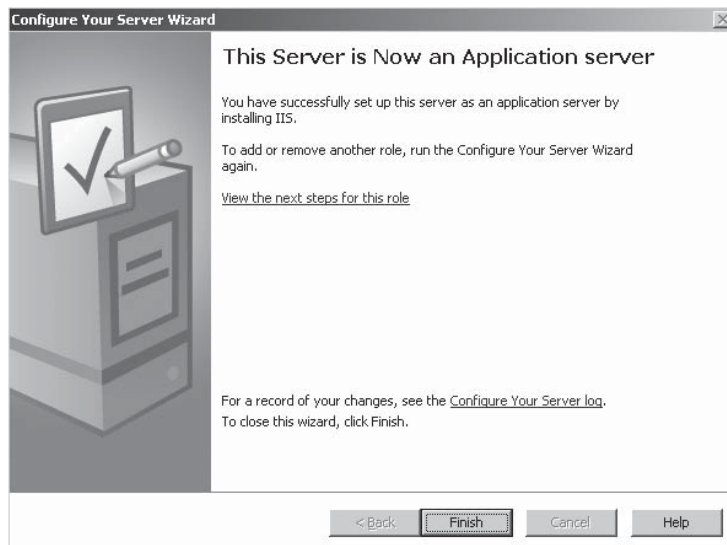 Configure Your Server Wizard
This Server is Now an Application server
You have successfully set up this server as an application server by
installing IIS.
To add or remove another role, run the Configure Your Server Wizard
again.
View the next steps for this role
For a record of your changes, see the Configure Your Server log.
To close this wizard, click Finish.
< Back
Finish
Cancel
Help